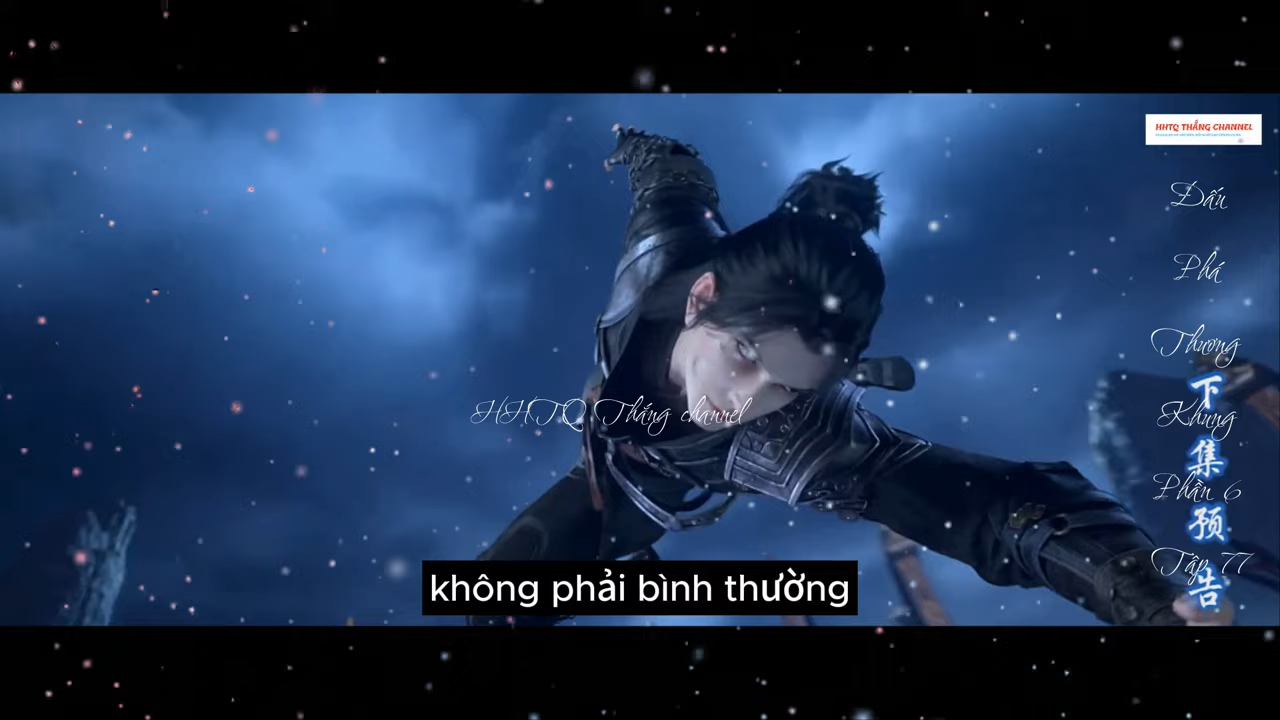 HHTQ THẮNG CHANNEL
Dấu
Phá
Thương
Khung
Phần 6
Tập 77
下集预告
HHTQ Thắng channel
không phải bình thường